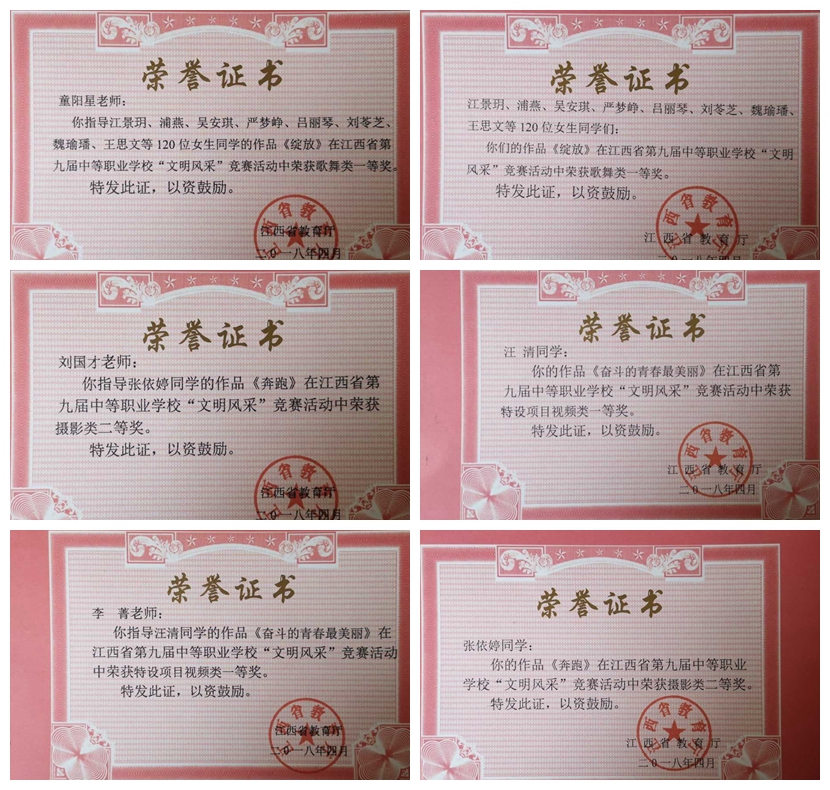 荣誉证书
童阳星老师：
你指导江景玥、浦燕、吴安琪、严梦峥、吕丽琴、刘苓芝、
魏瑜璠、王思文等120位女生同学的作品《绽放》在江西省第
九届中等职业学校“文明风采”竞赛活动中荣获歌舞类一等奖。
特发此证，以资鼓励。
江西省教育厅
二〇一八年四月
荣誉证书
江景玥、浦燕、吴安琪、严梦峥、吕丽琴、刘苓芝、魏瑜璠、
王思文等120位女生同学们：
你们的作品《绽放》在江西省第九届中等职业学校“文明
风采”竞赛活动中荣获歌舞类一等奖。
特发此证，以资鼓励。
江西省教育厅
二〇一八年四月
荣誉证书
刘国才老师：
你指导张依婷同学的作品《奔跑》在江西省第
九届中等职业学校“文明风采”竞赛活动中荣获
摄影类二等奖。
特发此证，以资鼓励。
江西省教育厅
二〇一八年四月
荣誉证书
汪 清同学：
你的作品《奋斗的青春最美丽》在江西省第
九届中等职业学校“文明风采”竞赛活动中荣获
特设项目视频类一等奖。
特发此证，以资鼓励。
江西省教育厅
二〇一八年四月
荣誉证书
李 菁老师：
你指导汪清同学的作品《奋斗的青春最美丽》在
江西省第九届中等职业学校“文明风采”竞赛活动
中荣获特设项目视频类一等奖。
特发此证，以资鼓励。
江西省教育厅
二〇一八年四月
荣誉证书
张依婷同学：
你的作品《奔跑》在江西省第九届中等职业
学校“文明风采”竞赛活动中荣获摄影类二等奖。
特发此证，以资鼓励。
江西省教育厅
二〇一八年四月